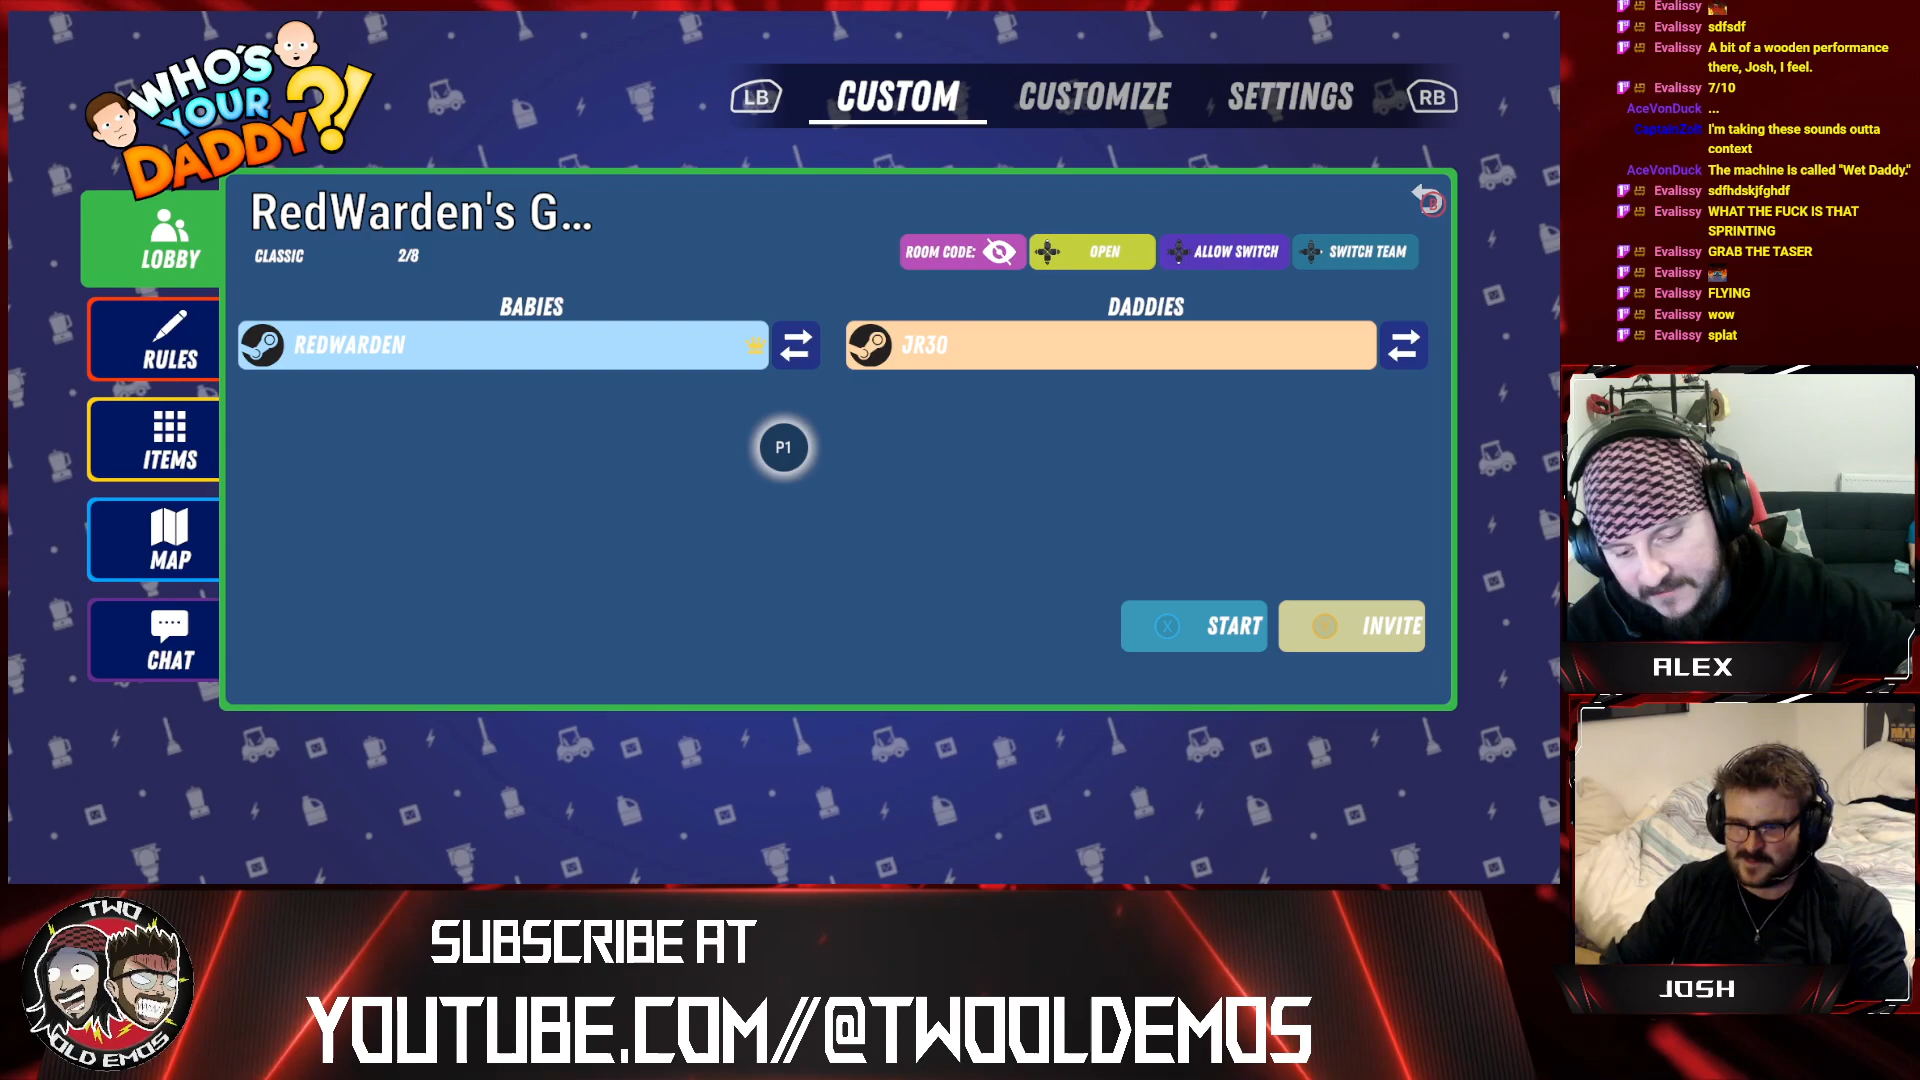 WHO'S
YOUR
DADDY?!
LB
CUSTOM
CUSTOMIZE
SETTINGS
RB
LOBBY
RULES
ITEMS
MAP
CHAT
RedWarden's G...
CLASSIC
2/8
ROOM CODE:
OPEN
ALLOW SWITCH
SWITCH TEAM
B
BABIES
REDWARDEN
DADDIES
JR30
P1
X START
INVITE
Evalissy
Evalissy sdfsdf
Evalissy A bit of a wooden performance
there, Josh, I feel.
Evalissy 7/10
AceVonDuck ...
CaptainZolt I'm taking these sounds outta
context
AceVonDuck The machine is called "Wet Daddy."
Evalissy sdfhdskjfghdf
Evalissy WHAT THE FUCK IS THAT
SPRINTING
Evalissy GRAB THE TASER
Evalissy
Evalissy FLYING
Evalissy wow
Evalissy splat
ALEX
JOSH
TWO
OLD EMOS
SUBSCRIBE AT
YOUTUBE.COM//@TWOOLDEMOS